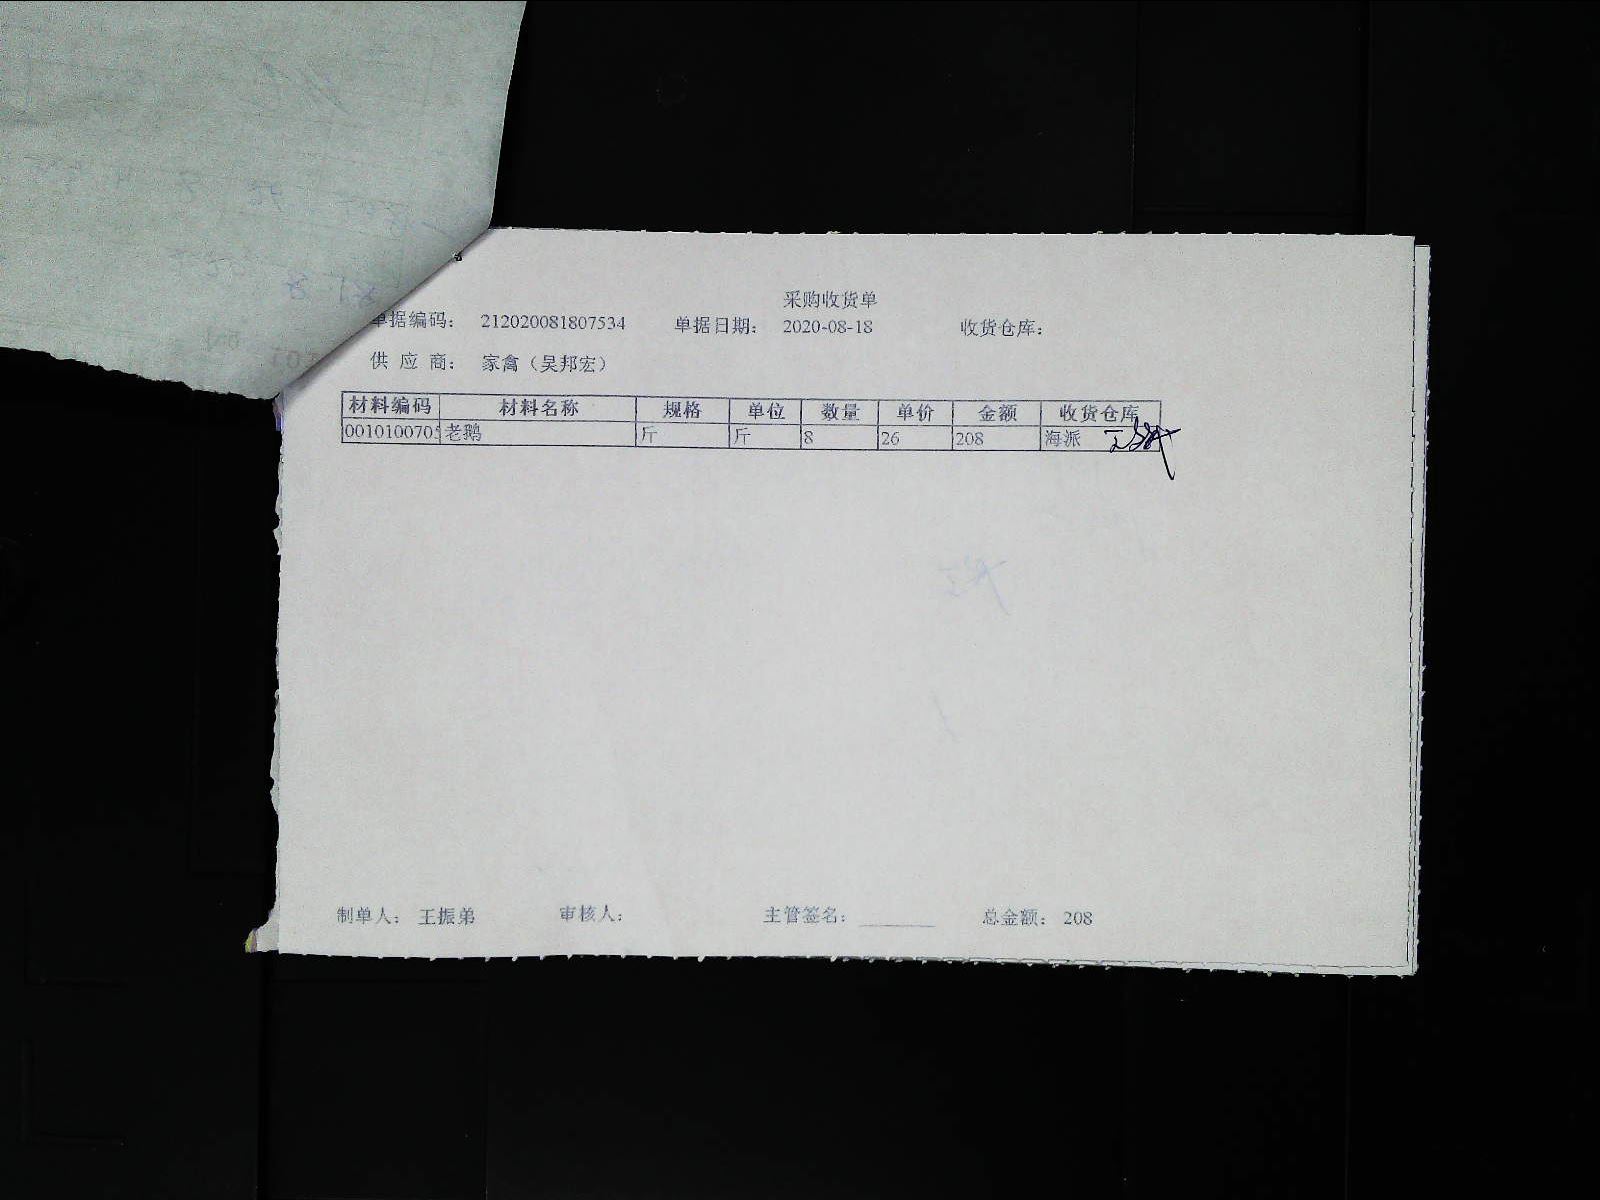 采购收货单
单据编码: 212020081807534 单据日期: 2020-08-18 收货仓库:
供 应 商: 家禽（吴邦宏）
材料编码 材料名称 规格 单位 数量 单价 金额 收货仓库
0010100705 老鹅 斤 斤 8 26 208 海派
制单人: 王振弟 审核人: 主管签名: 总金额: 208